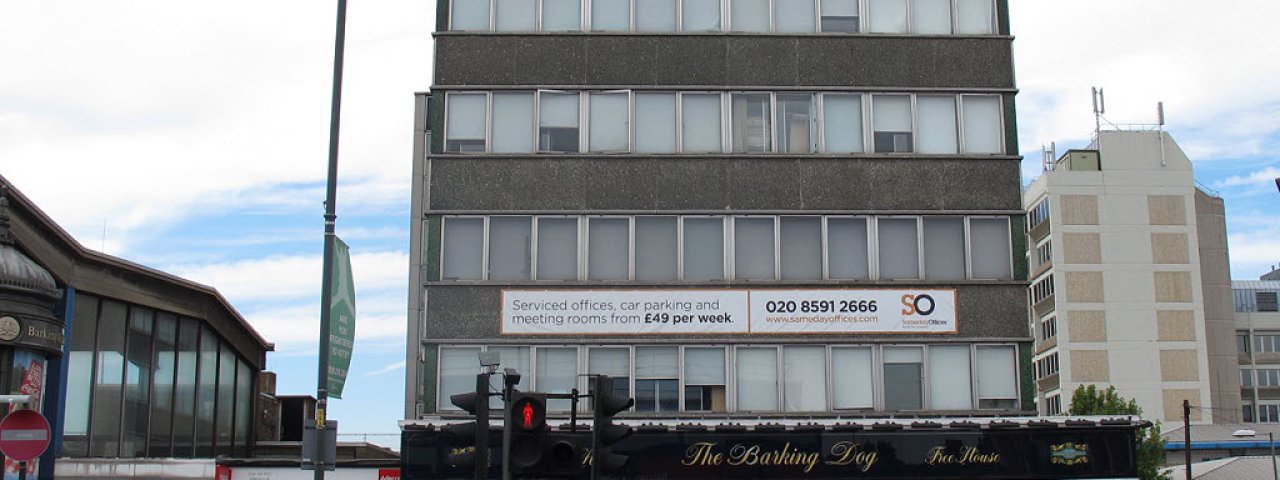 Serviced offices, car parking and
meeting rooms from £49 per week.
020 8591 2666
www.samedayoffices.com
SO
SamedayOffices
The Barking Dog
Free House
Barking